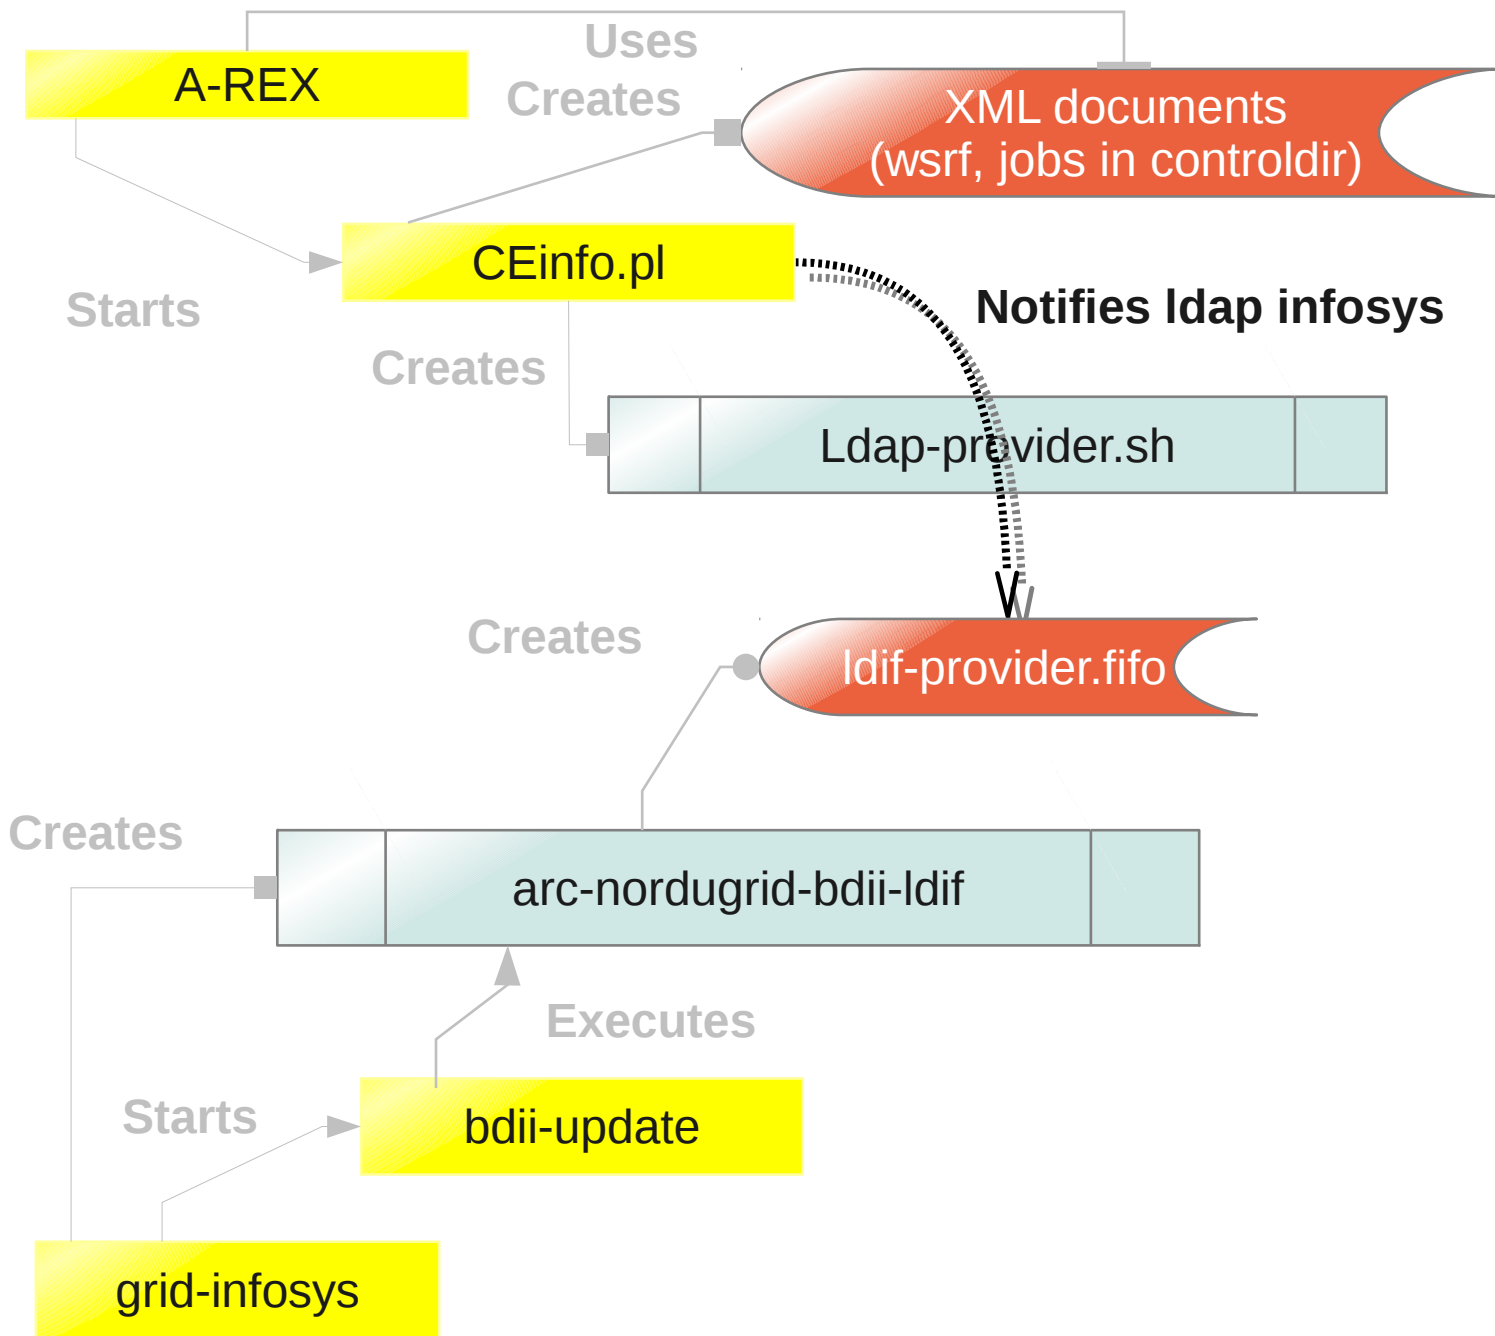 Uses
A-REX
Creates
XML documents
(wsrf, jobs in controldir)
CEinfo.pl
Starts
Notifies ldap infosys
Creates
Ldap-provider.sh
Creates
ldif-provider.fifo
Creates
arc-nordugrid-bdii-ldif
Executes
Starts
bdii-update
grid-infosys